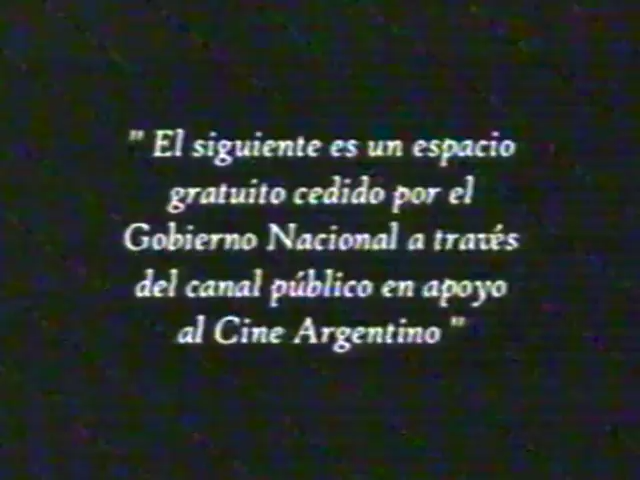 " El siguiente es un espacio
gratuito cedido por el
Gobierno Nacional a través
del canal público en apoyo
al Cine Argentino "